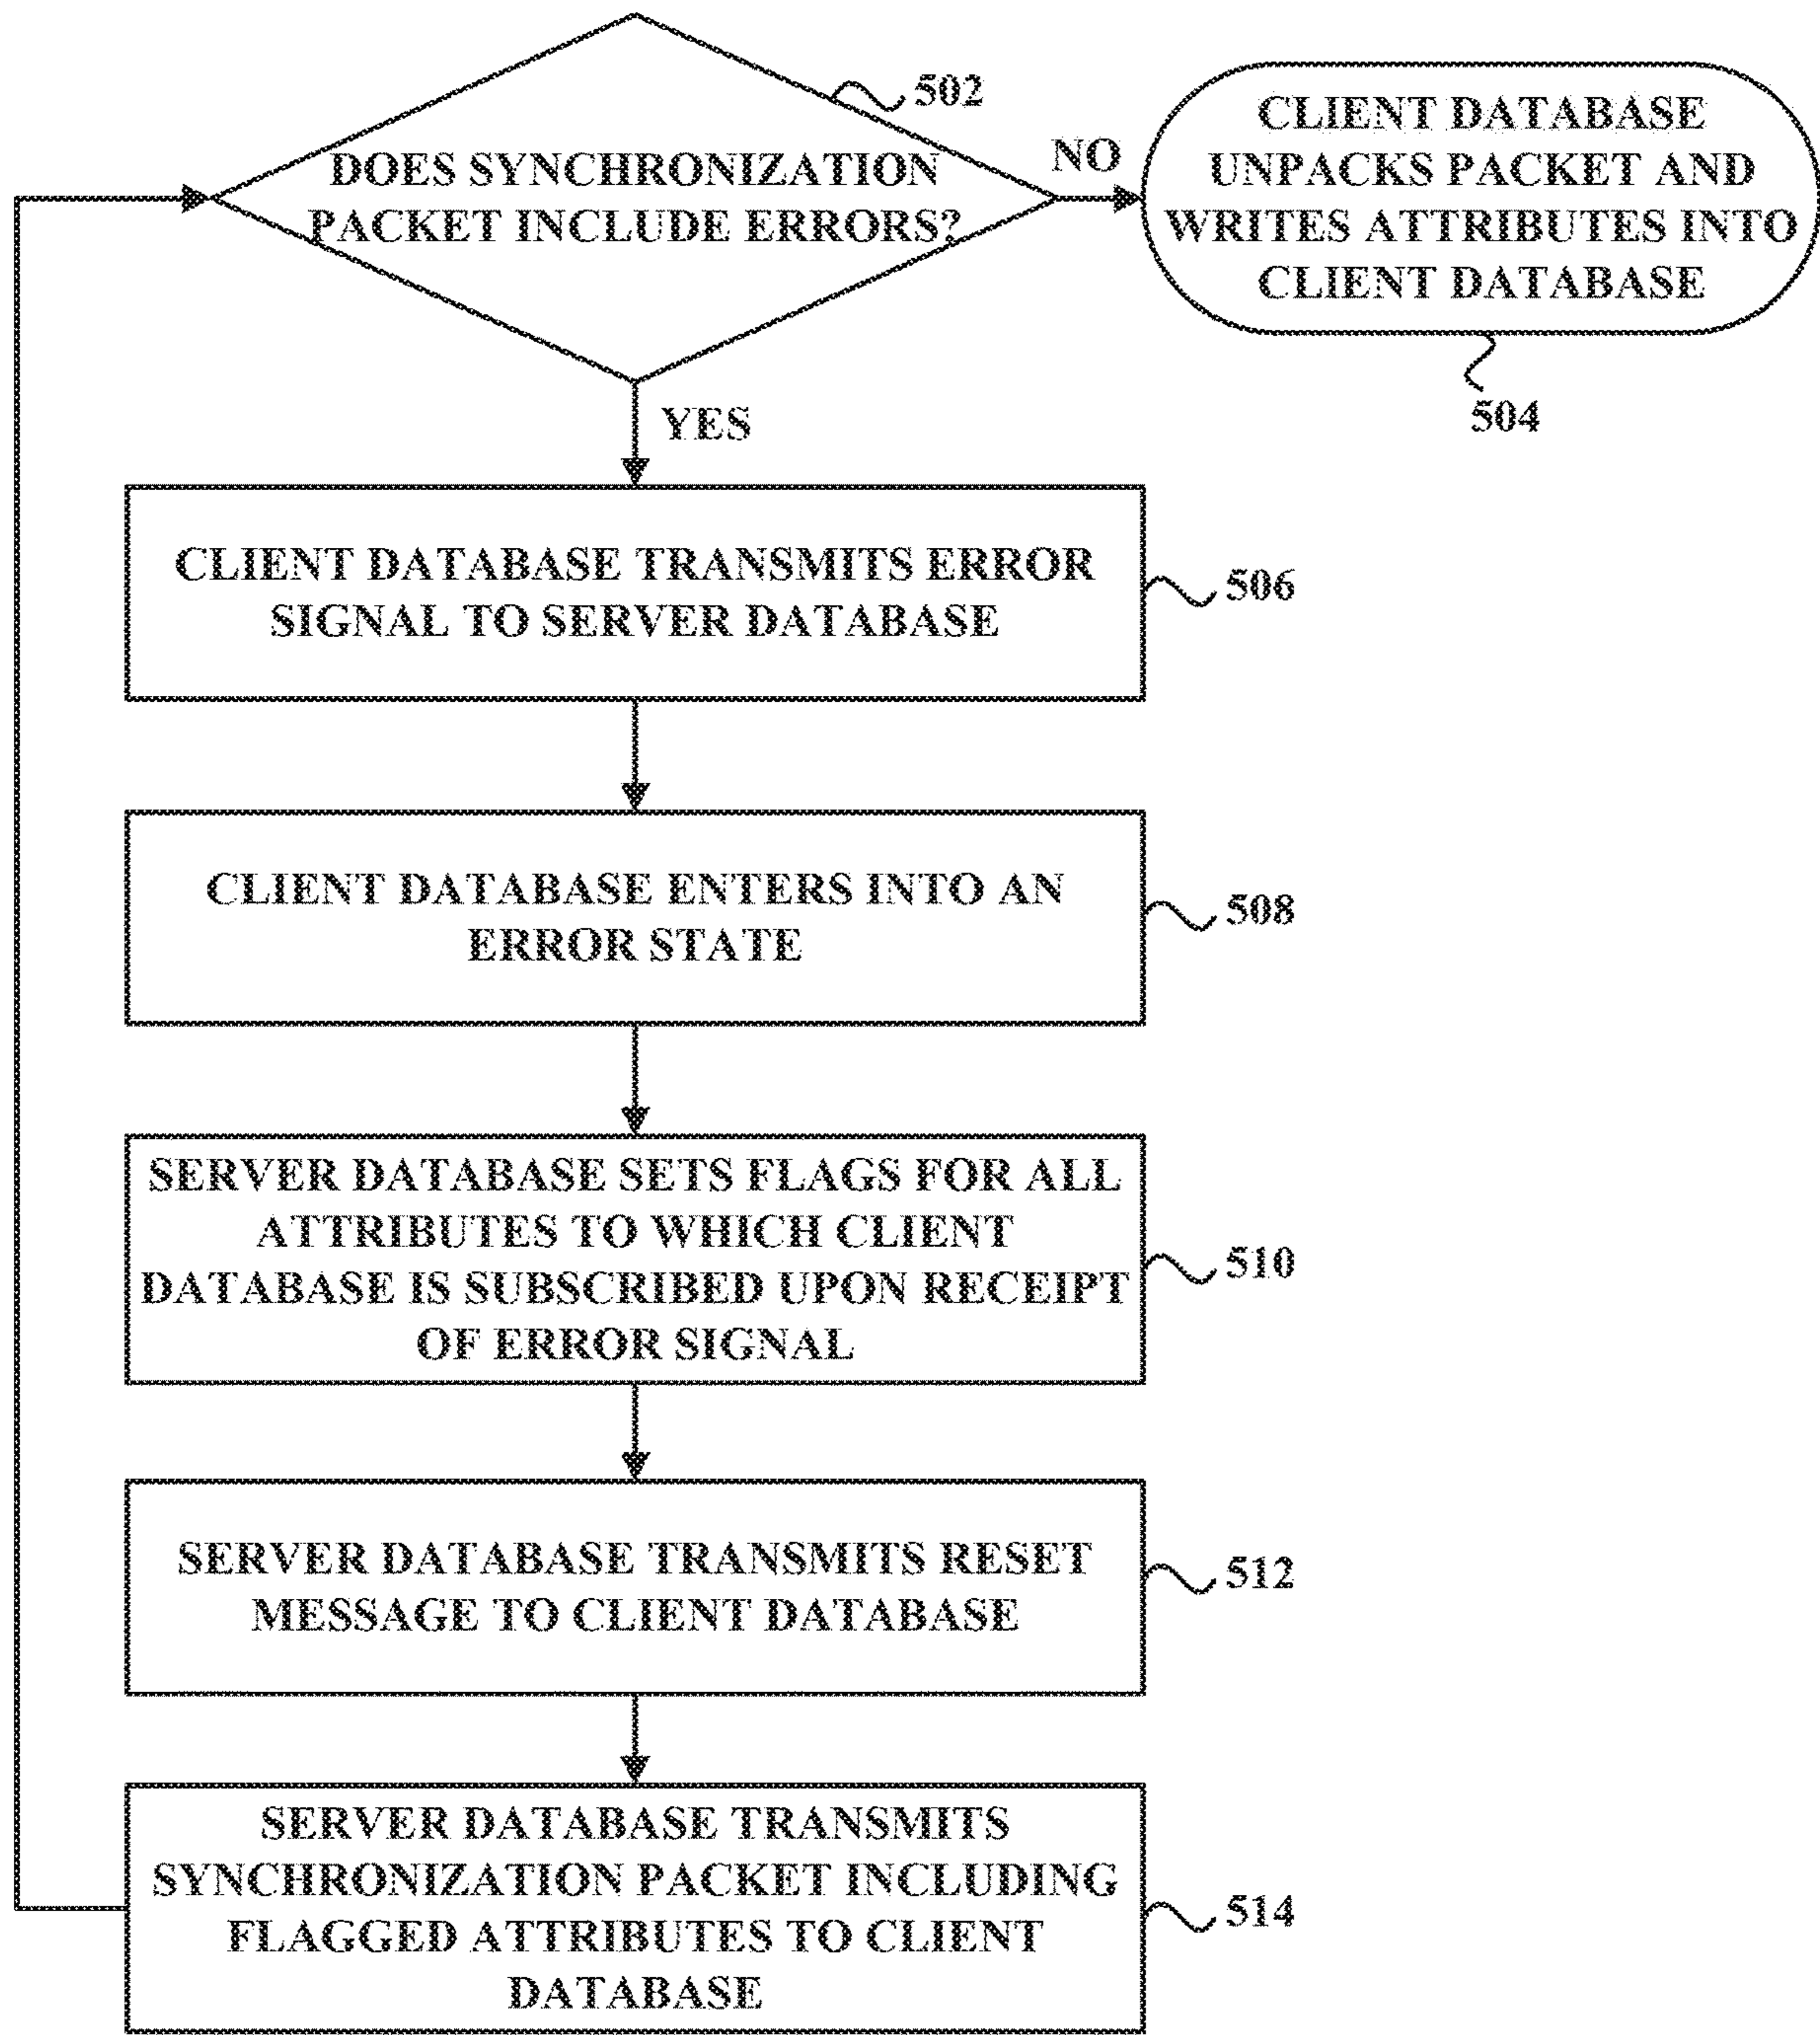 502
DOES SYNCHRONIZATION
PACKET INCLUDE ERRORS?
NO
CLIENT DATABASE
UNPACKS PACKET AND
WRITES ATTRIBUTES INTO
CLIENT DATABASE
504
YES
CLIENT DATABASE TRANSMITS ERROR
SIGNAL TO SERVER DATABASE
506
CLIENT DATABASE ENTERS INTO AN
ERROR STATE
508
SERVER DATABASE SETS FLAGS FOR ALL
ATTRIBUTES TO WHICH CLIENT
DATABASE IS SUBSCRIBED UPON RECEIPT
OF ERROR SIGNAL
510
SERVER DATABASE TRANSMITS RESET
MESSAGE TO CLIENT DATABASE
512
SERVER DATABASE TRANSMITS
SYNCHRONIZATION PACKET INCLUDING
FLAGGED ATTRIBUTES TO CLIENT
DATABASE
514